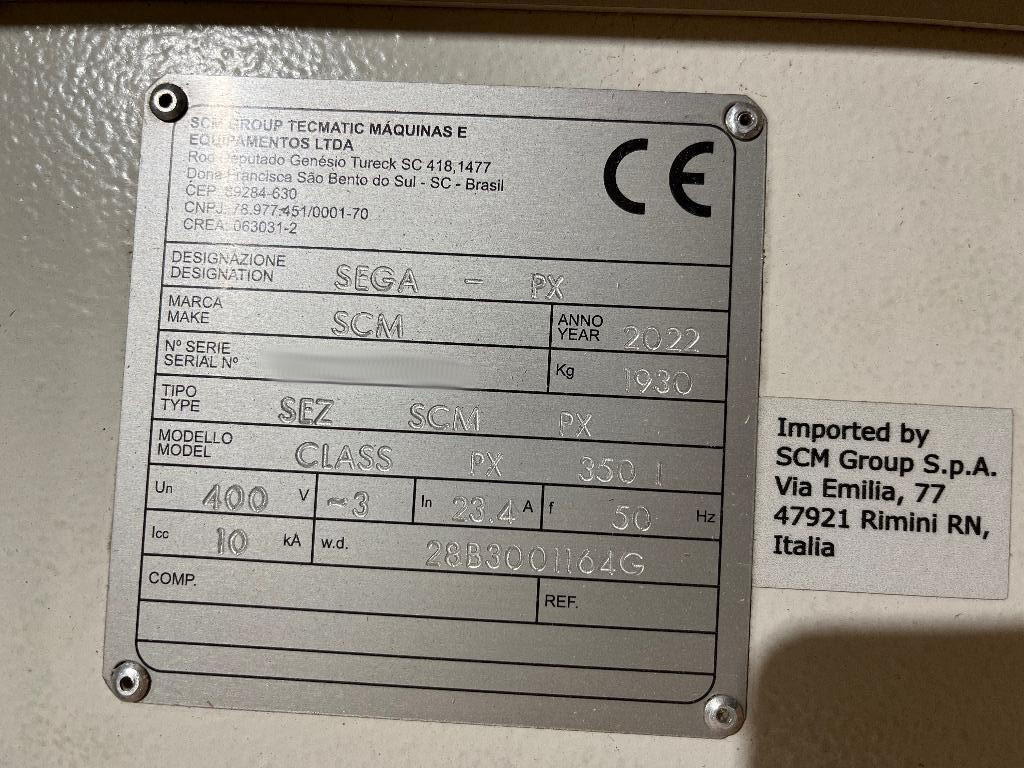 SCM GROUP TECMATIC MÁQUINAS E
EQUIPAMENTOS LTDA
Rod Deputado Genésio Tureck SC 418,1477
Dona Francisca São Bento do Sul - SC - Brasil
CEP. 89284-630
CNPJ. 78.977.451/0001-70
CREA. 063031-2
CE
DESIGNAZIONE
DESIGNATION SEGA - PX
MARCA
MAKE SCM
ANNO
YEAR 2022
Nº SERIE
SERIAL Nº
Kg 1930
TIPO
TYPE SEZ SCM PX
MODELLO
MODEL CLASS PX 350 I
Un 400 V ~3 In 23.4 A f 50 Hz
Icc 10 kA w.d. 28B3001164G
COMP.
REF.
Imported by
SCM Group S.p.A.
Via Emilia, 77
47921 Rimini RN,
Italia